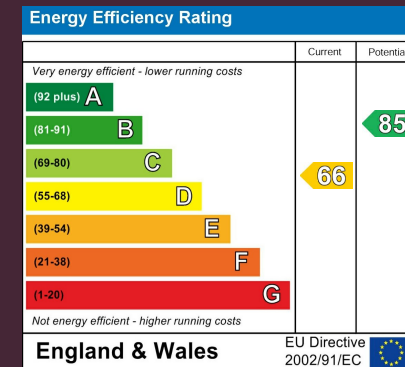 Energy Efficiency Rating
Current Potentia
Very energy efficient - lower running costs
(92 plus) A
(81-91) B
85
(69-80) C
66
(55-68) D
(39-54) E
(21-38) F
(1-20) G
Not energy efficient - higher running costs
England & Wales
EU Directive
2002/91/EC